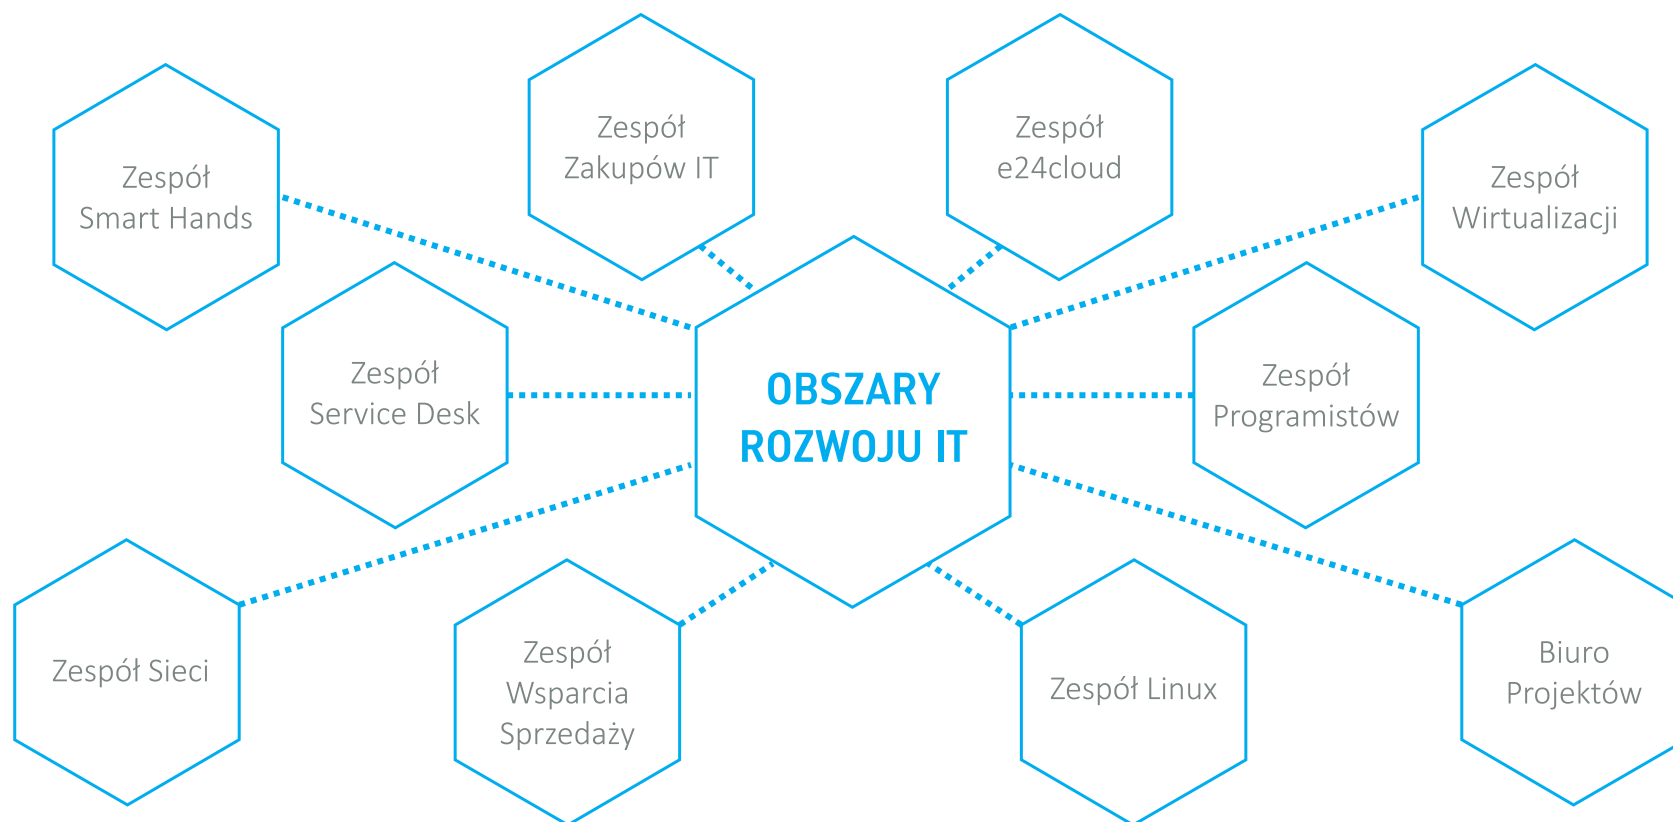 Zespół
Zakupów IT
Zespół
e24cloud
Zespół
Smart Hands
Zespół
Wirtualizacji
Zespół
Service Desk
OBSZARY
ROZWOJU IT
Zespół
Programistów
Zespół Sieci
Zespół
Wsparcia
Sprzedaży
Zespół Linux
Biuro
Projektów